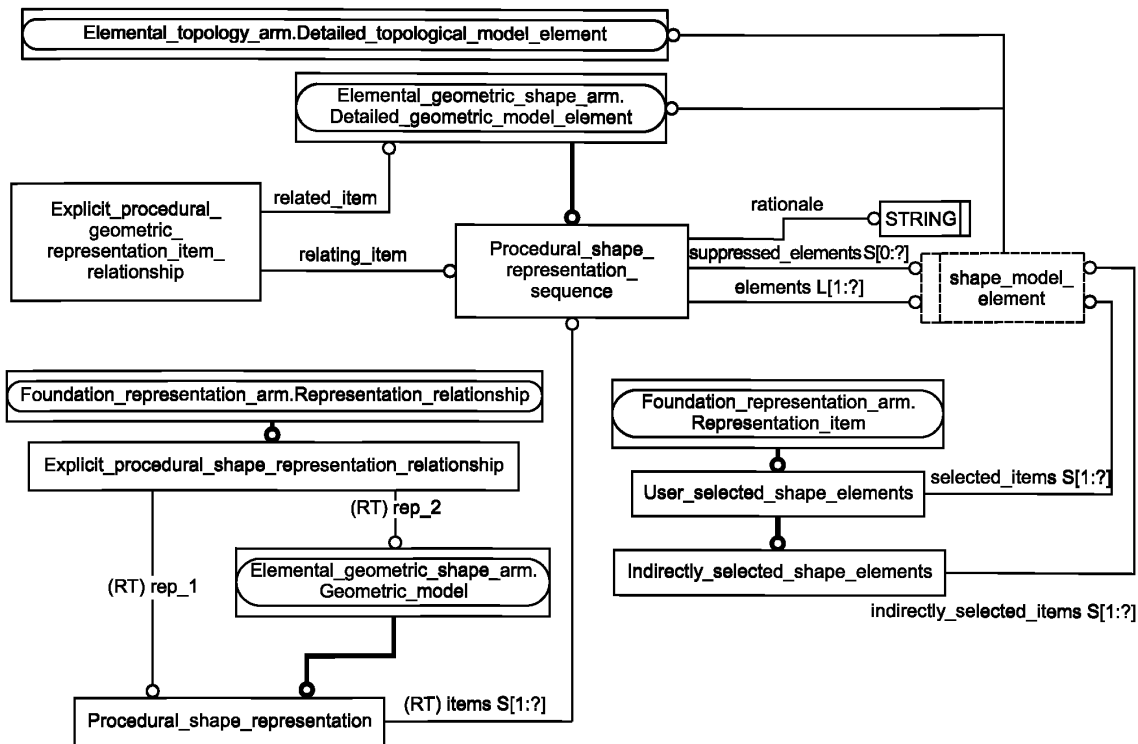 Elemental_topology_arm.Detailed_topological_model_element
Elemental_geometric_shape_arm.
Detailed_geometric_model_element
Explicit_procedural_
geometric_
representation_item_
relationship
related_item
relating_item
Procedural_shape_
representation_
sequence
rationale
STRING
suppressed_elements S[0:?]
elements L[1:?]
shape_model_
element
Foundation_representation_arm.Representation_relationship
Explicit_procedural_shape_representation_relationship
(RT) rep_2
(RT) rep_1
Elemental_geometric_shape_arm.
Geometric_model
Procedural_shape_representation
(RT) items S[1:?]
Foundation_representation_arm.
Representation_item
User_selected_shape_elements
selected_items S[1:?]
Indirectly_selected_shape_elements
indirectly_selected_items S[1:?]